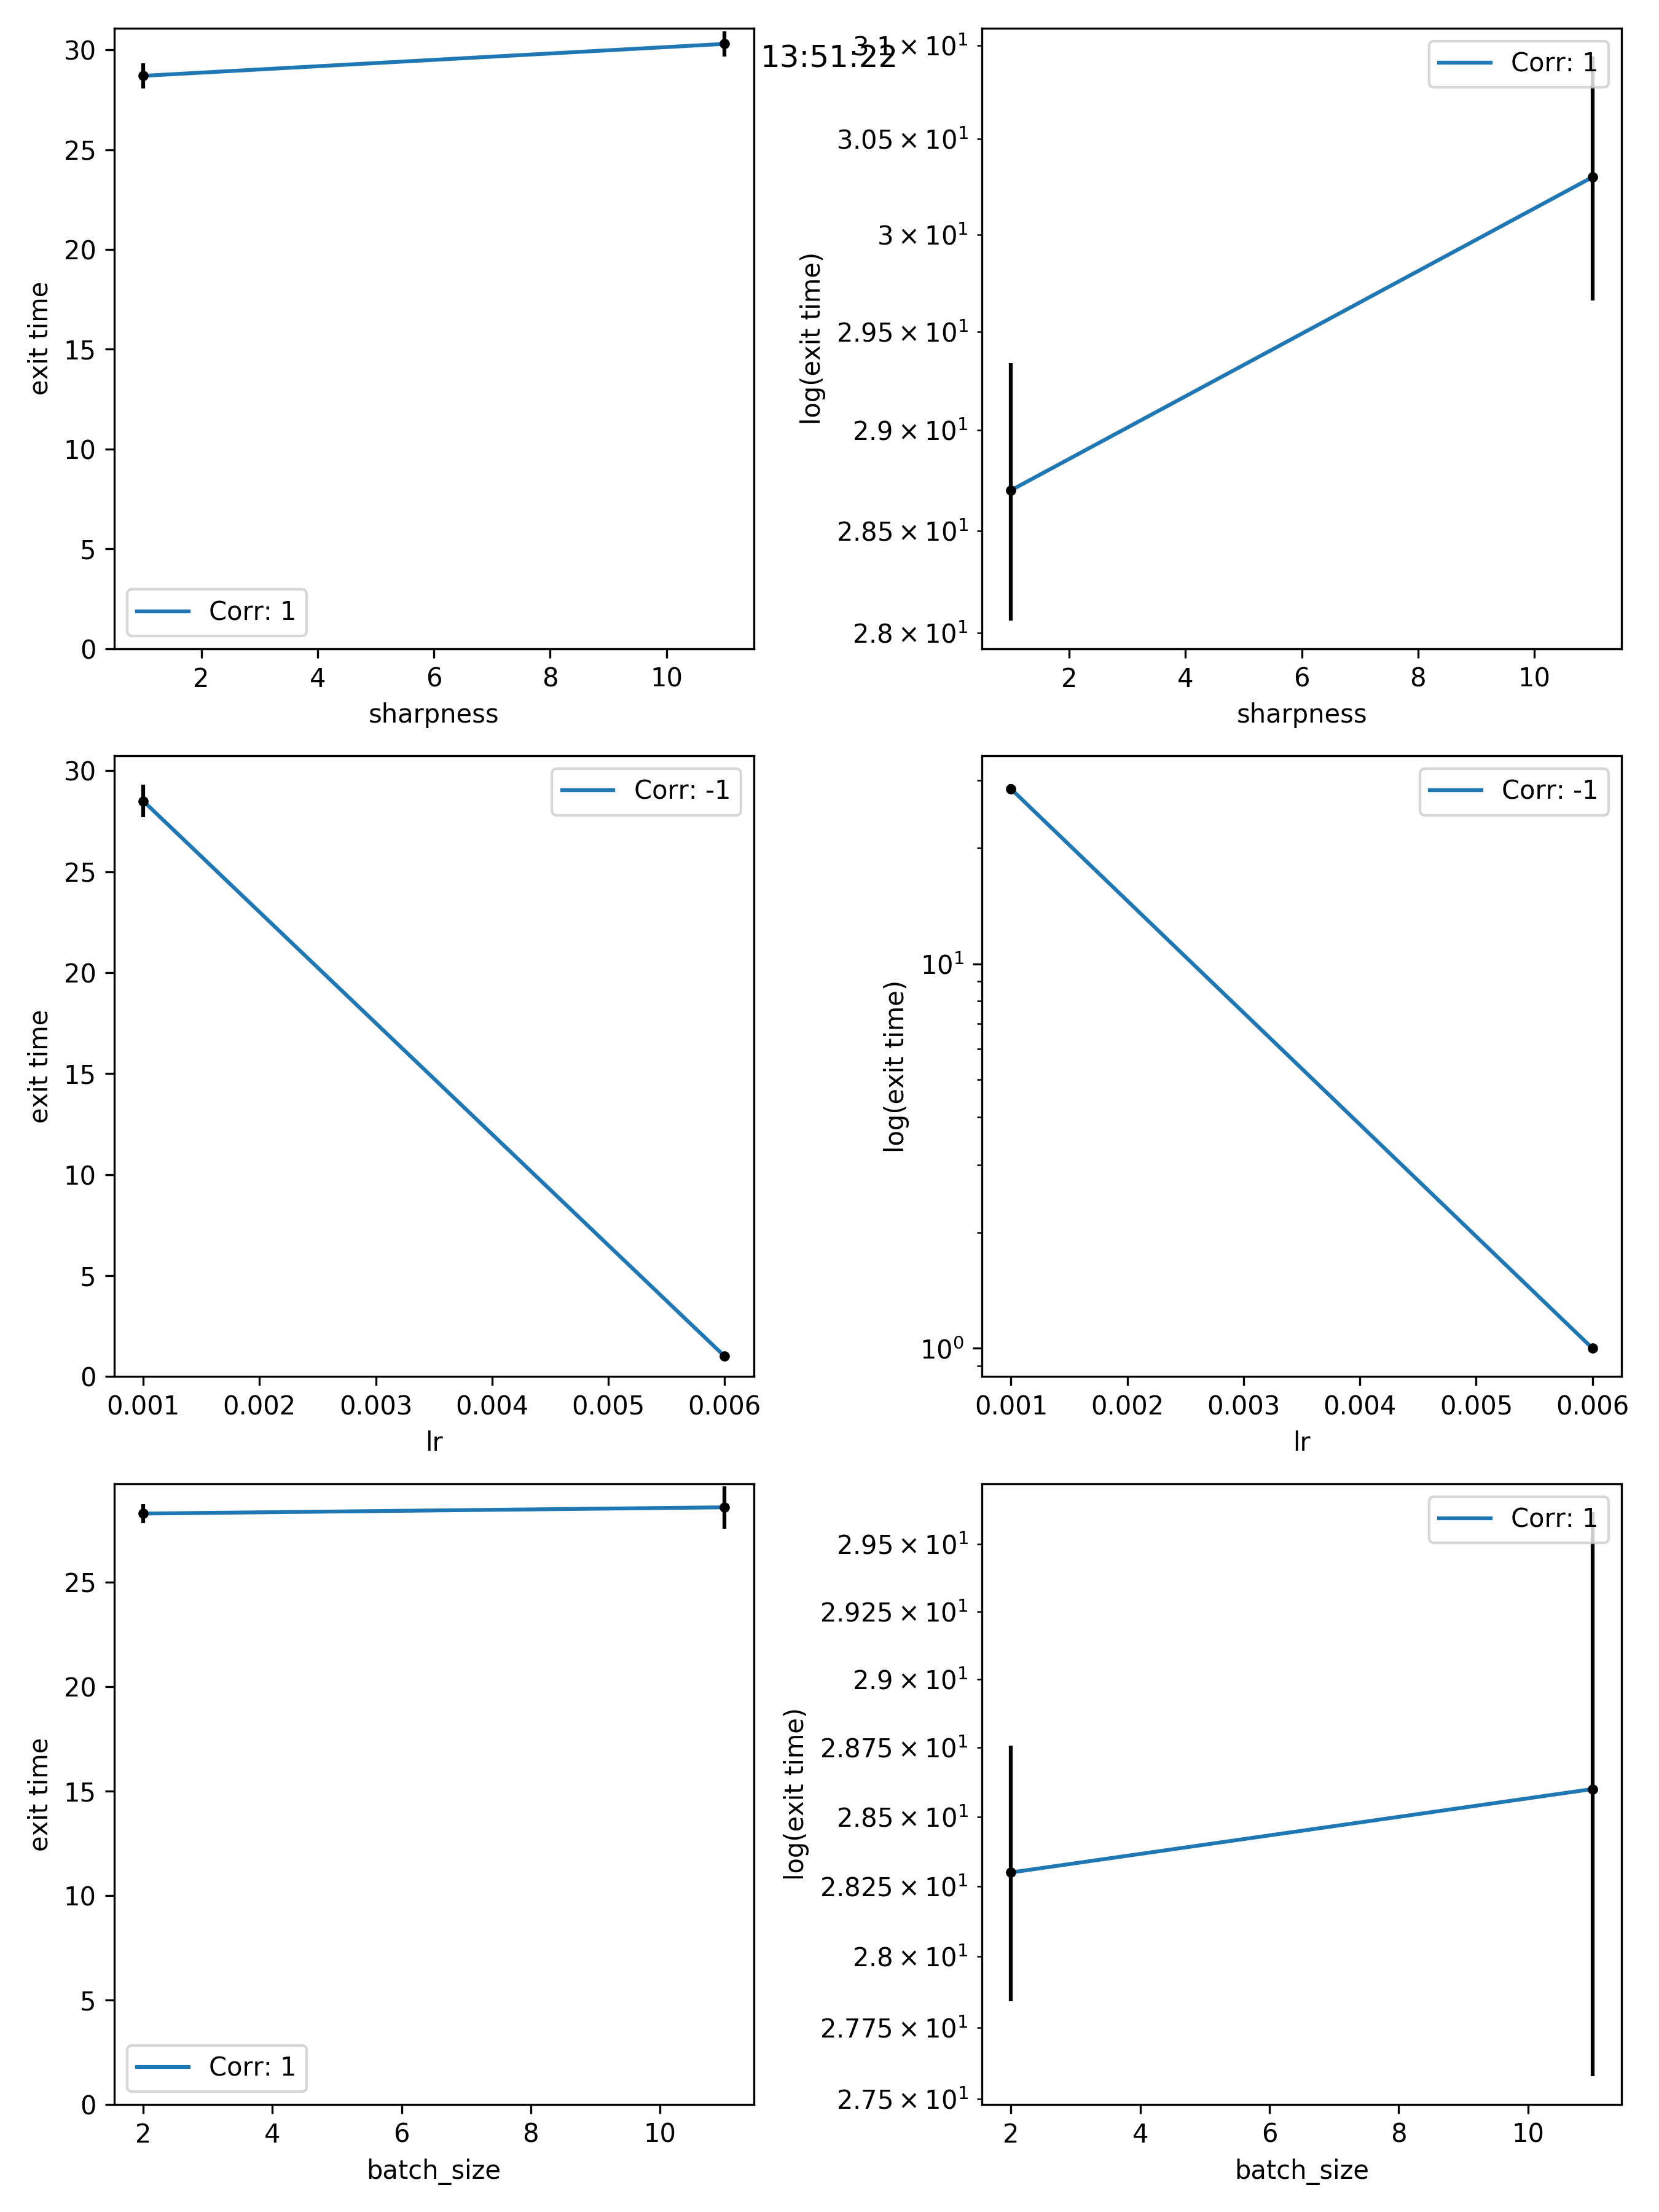 13:51:22
30
25
20
15
10
5
0
exit time
2 4 6 8 10
sharpness
Corr: 1
3.1 × 10¹
3.05 × 10¹
3 × 10¹
2.95 × 10¹
2.9 × 10¹
2.85 × 10¹
2.8 × 10¹
log(exit time)
2 4 6 8 10
sharpness
Corr: 1
30
25
20
15
10
5
0
exit time
0.001 0.002 0.003 0.004 0.005 0.006
lr
Corr: -1
10¹
10⁰
log(exit time)
0.001 0.002 0.003 0.004 0.005 0.006
lr
Corr: -1
25
20
15
10
5
0
exit time
2 4 6 8 10
batch_size
Corr: 1
2.95 × 10¹
2.925 × 10¹
2.9 × 10¹
2.875 × 10¹
2.85 × 10¹
2.825 × 10¹
2.8 × 10¹
2.775 × 10¹
2.75 × 10¹
log(exit time)
2 4 6 8 10
batch_size
Corr: 1